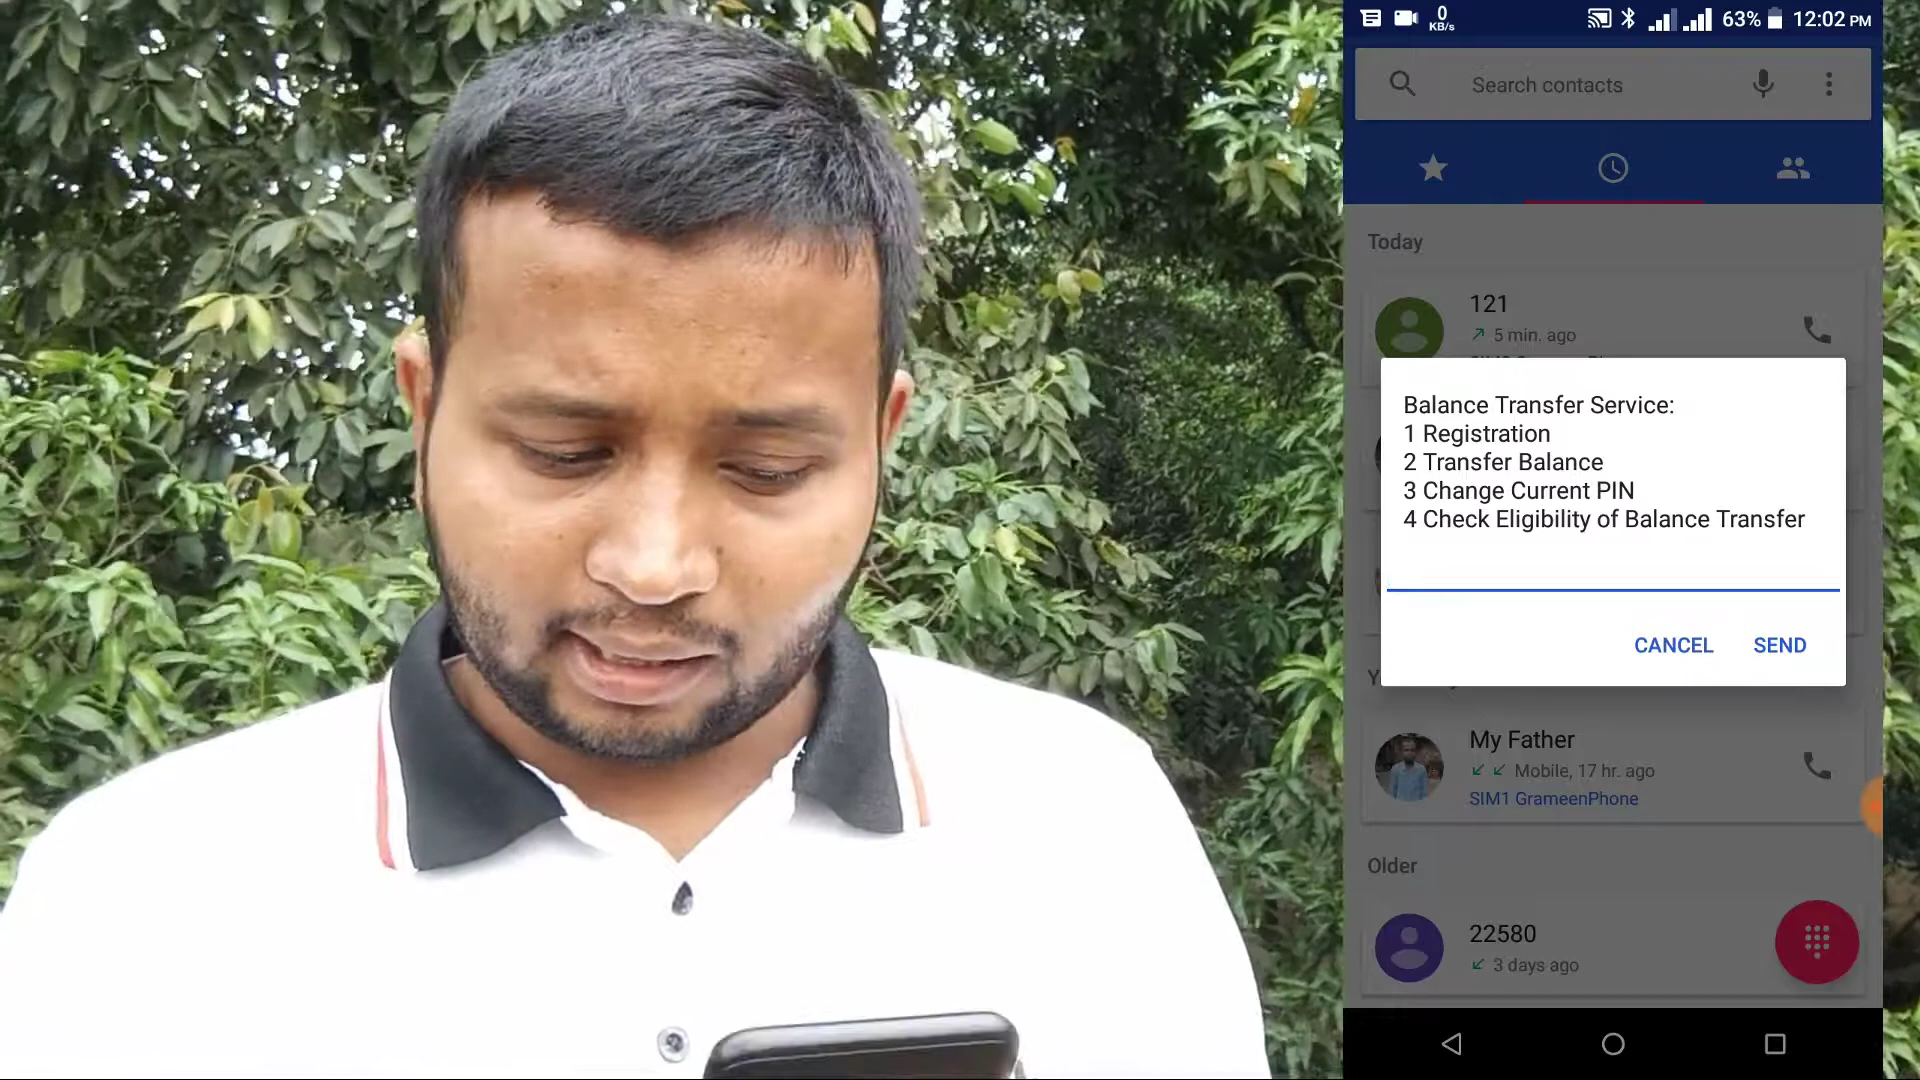 0
KB/s
63%
12:02 PM
Search contacts
Today
121
5 min. ago
Balance Transfer Service:
1 Registration
2 Transfer Balance
3 Change Current PIN
4 Check Eligibility of Balance Transfer
CANCEL SEND
My Father
Mobile, 17 hr. ago
SIM1 GrameenPhone
Older
22580
3 days ago